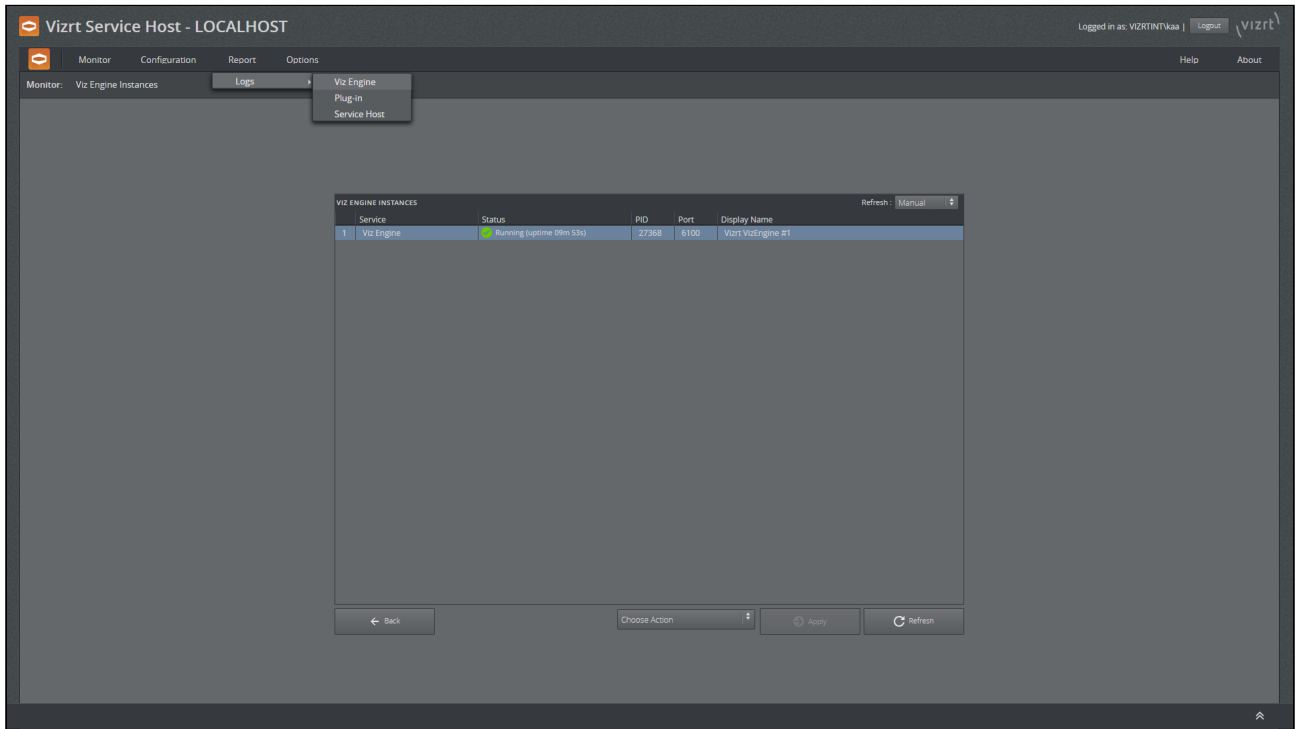 Vizrt Service Host - LOCALHOST
Logged in as: VIZRTINT\kaa | Logout vizrt
Monitor Configuration Report Options Help About
Monitor: Viz Engine Instances
Logs
Viz Engine
Plug-in
Service Host
VIZ ENGINE INSTANCES Refresh : Manual
Service Status PID Port Display Name
1 Viz Engine Running (uptime 09m 53s) 27368 6100 Vizrt VizEngine #1
Back Choose Action Apply Refresh